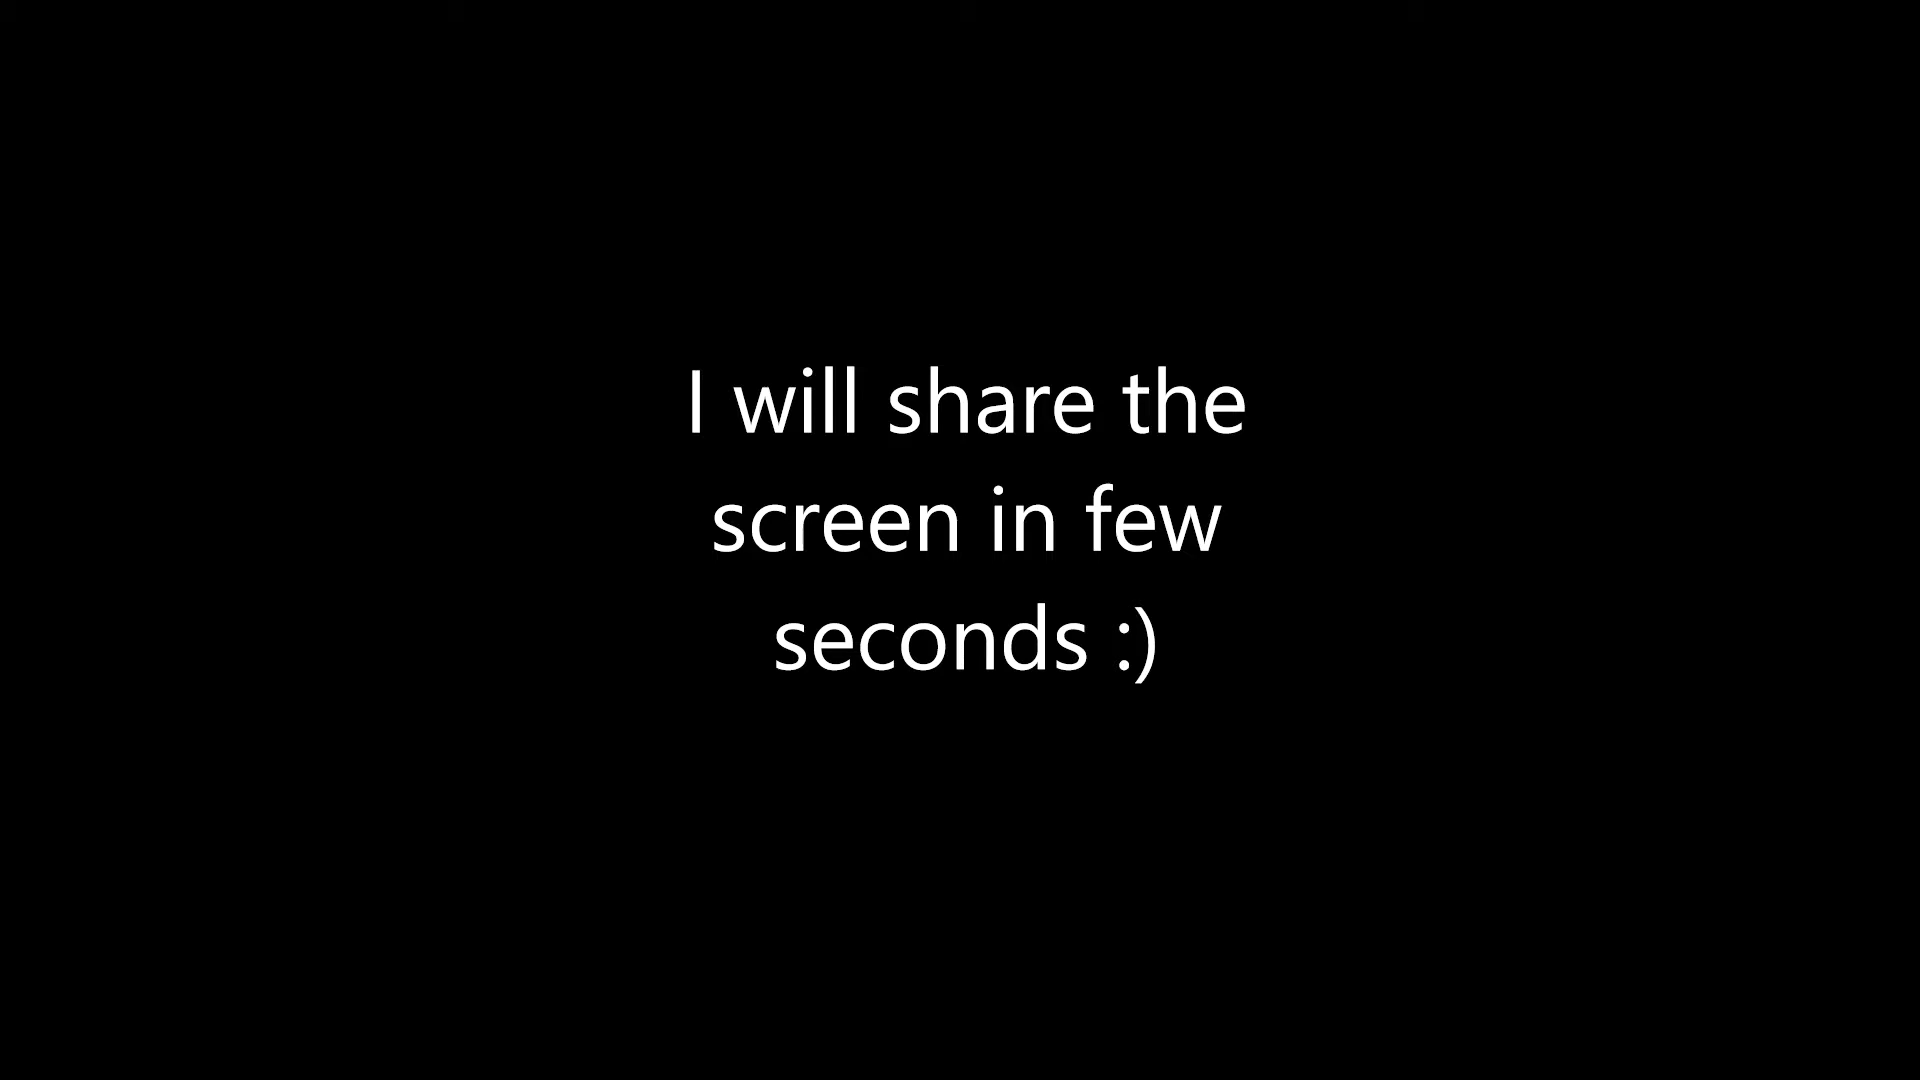 I will share the
screen in few
seconds :)